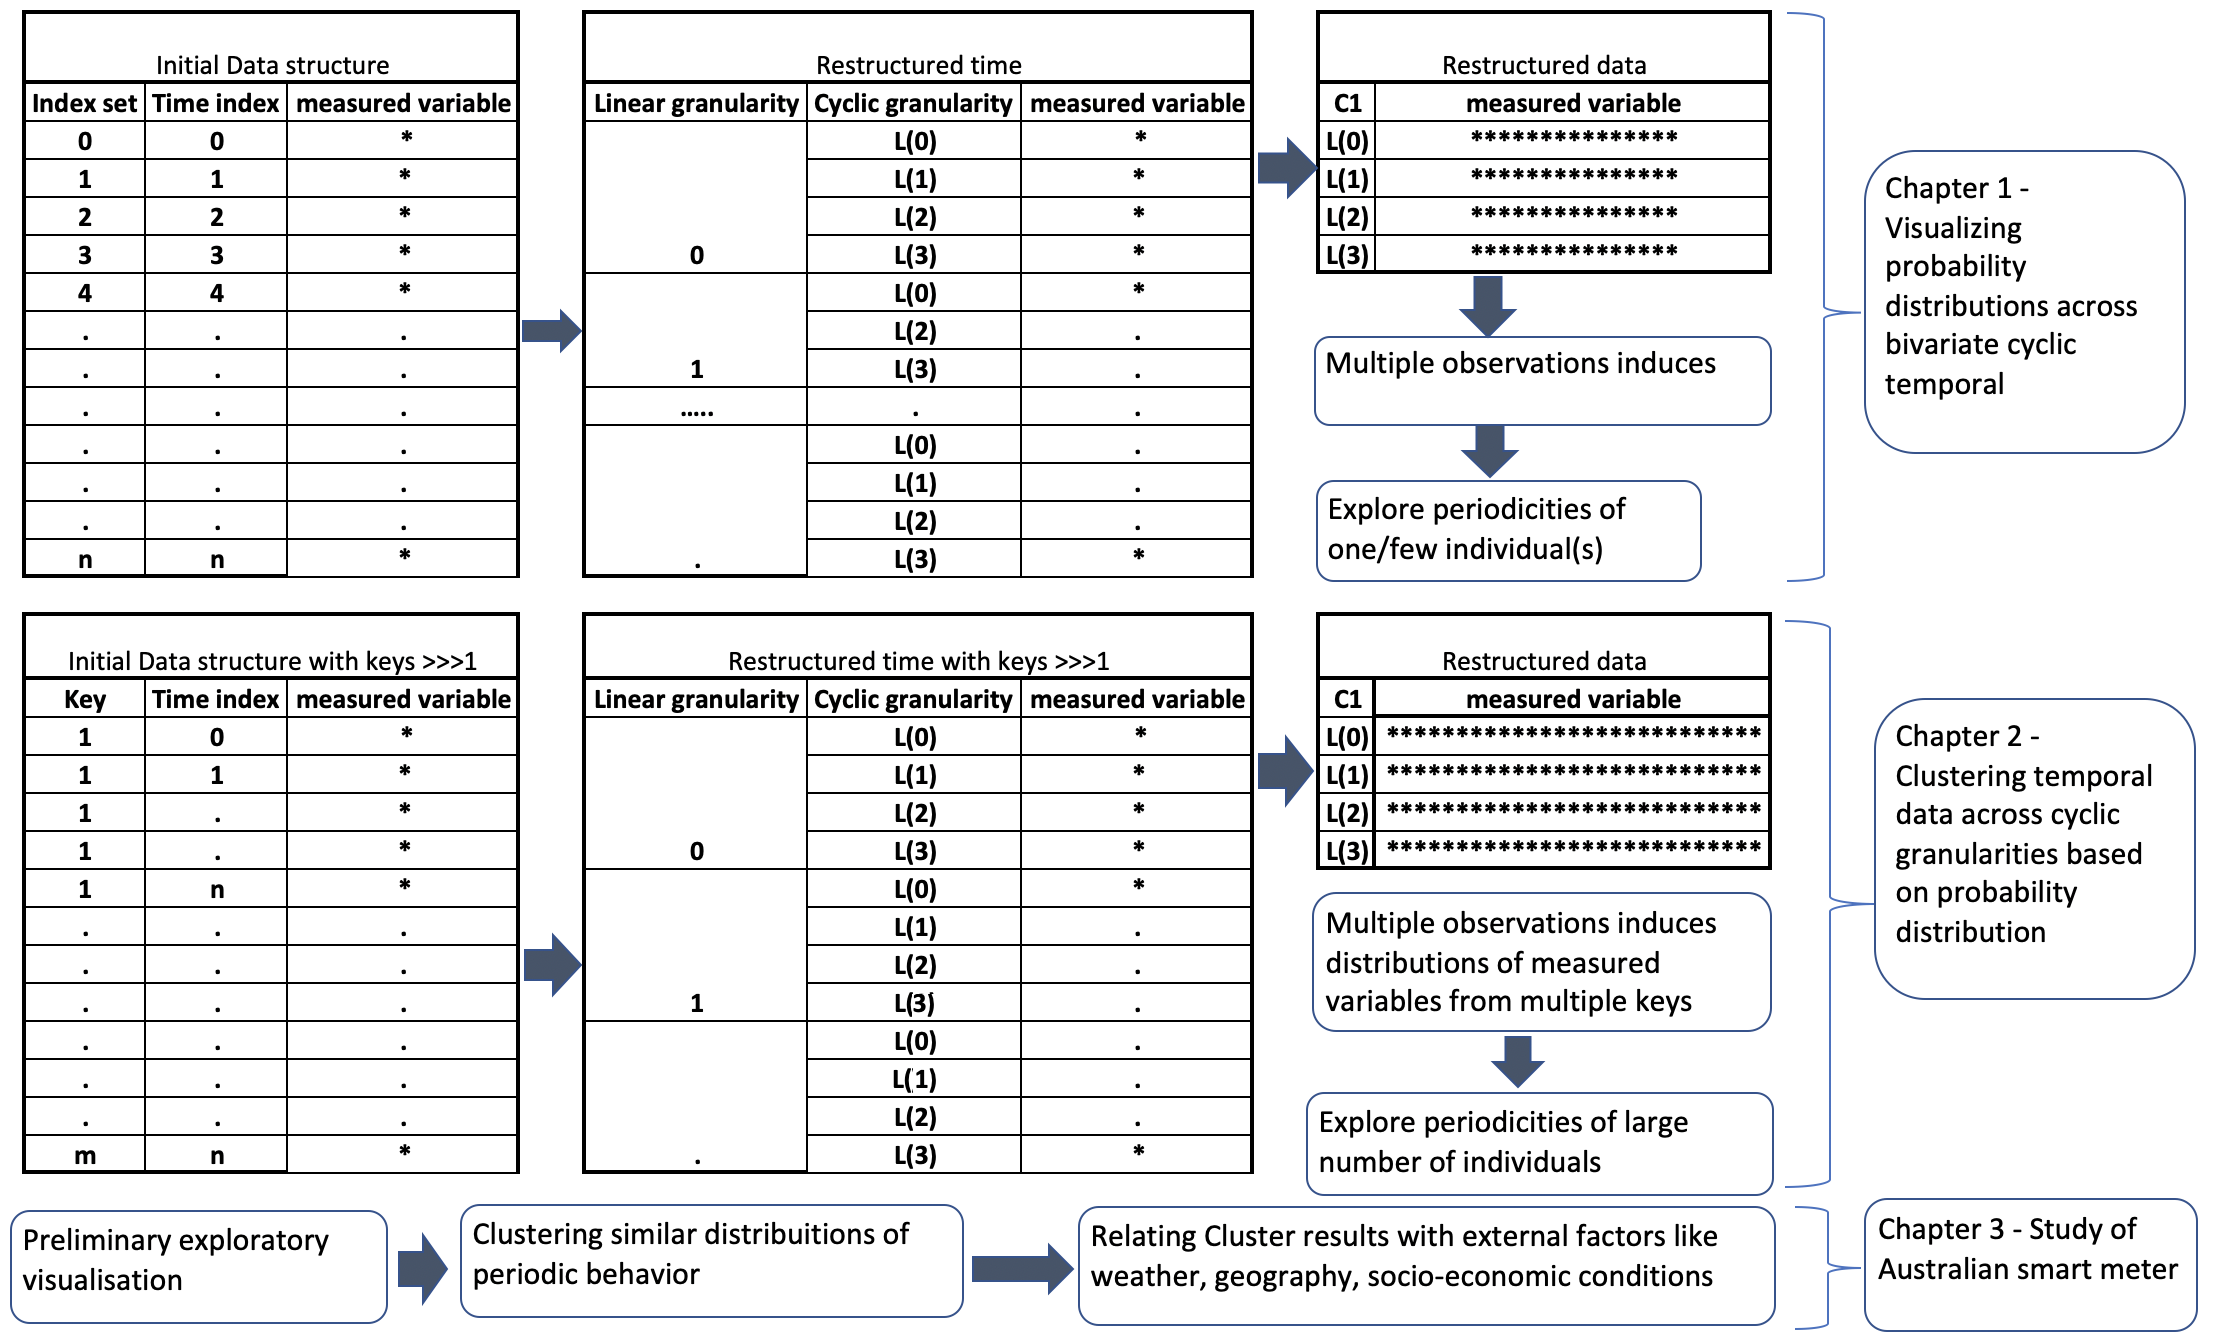 Initial Data structure
Index set Time index measured variable
0 0 *
1 1 *
2 2 *
3 3 *
4 4 *
. . .
. . .
. . .
. . .
. . .
. . .
n n *
Restructured time
Linear granularity Cyclic granularity measured variable
L(0) *
L(1) *
L(2) *
0 L(3) *
L(0) *
L(2) .
1 L(3) .
..... . .
L(0) .
L(1) .
L(2) .
. L(3) *
Restructured data
C1 measured variable
L(0) ***************
L(1) ***************
L(2) ***************
L(3) ***************
Multiple observations induces
Explore periodicities of
one/few individual(s)
Chapter 1 -
Visualizing
probability
distributions across
bivariate cyclic
temporal
Initial Data structure with keys >>>1
Key Time index measured variable
1 0 *
1 1 *
1 . *
1 . *
1 n *
. . .
. . .
. . .
. . .
. . .
. . .
m n *
Restructured time with keys >>>1
Linear granularity Cyclic granularity measured variable
L(0) *
L(1) *
L(2) *
0 L(3) *
L(0) *
L(1) .
L(2) .
1 L(3) .
L(0) .
L(1) .
L(2) .
. L(3) *
Restructured data
C1 measured variable
L(0) ***************************
L(1) ***************************
L(2) ***************************
L(3) ***************************
Multiple observations induces
distributions of measured
variables from multiple keys
Explore periodicities of large
number of individuals
Chapter 2 -
Clustering temporal
data across cyclic
granularities based
on probability
distribution
Preliminary exploratory
visualisation
Clustering similar distribuitions of
periodic behavior
Relating Cluster results with external factors like
weather, geography, socio-economic conditions
Chapter 3 - Study of
Australian smart meter